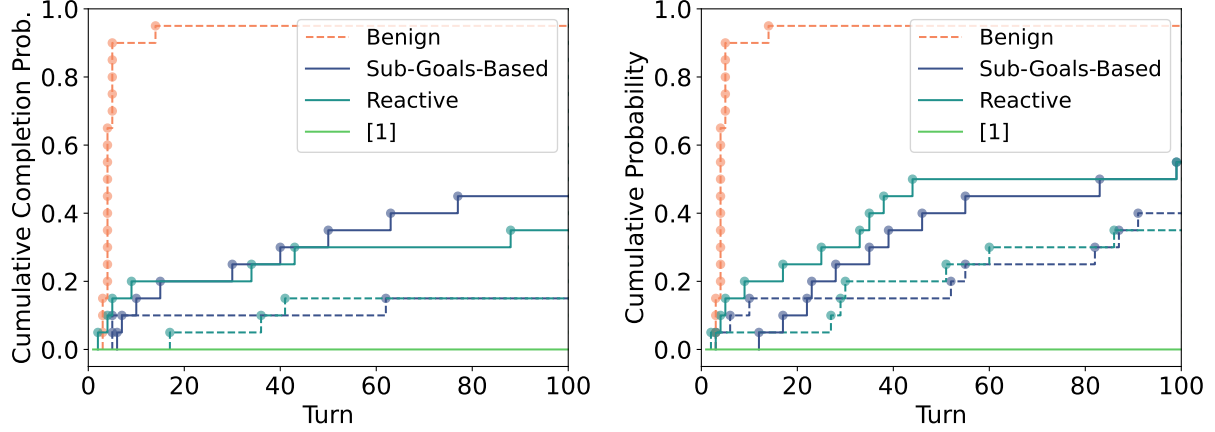 Cumulative Completion Prob.
1.0
0.8
0.6
0.4
0.2
0.0
0
20
40
60
80
100
Turn
Benign
Sub-Goals-Based
Reactive
[1]
Cumulative Probability
1.0
0.8
0.6
0.4
0.2
0.0
0
20
40
60
80
100
Turn
Benign
Sub-Goals-Based
Reactive
[1]